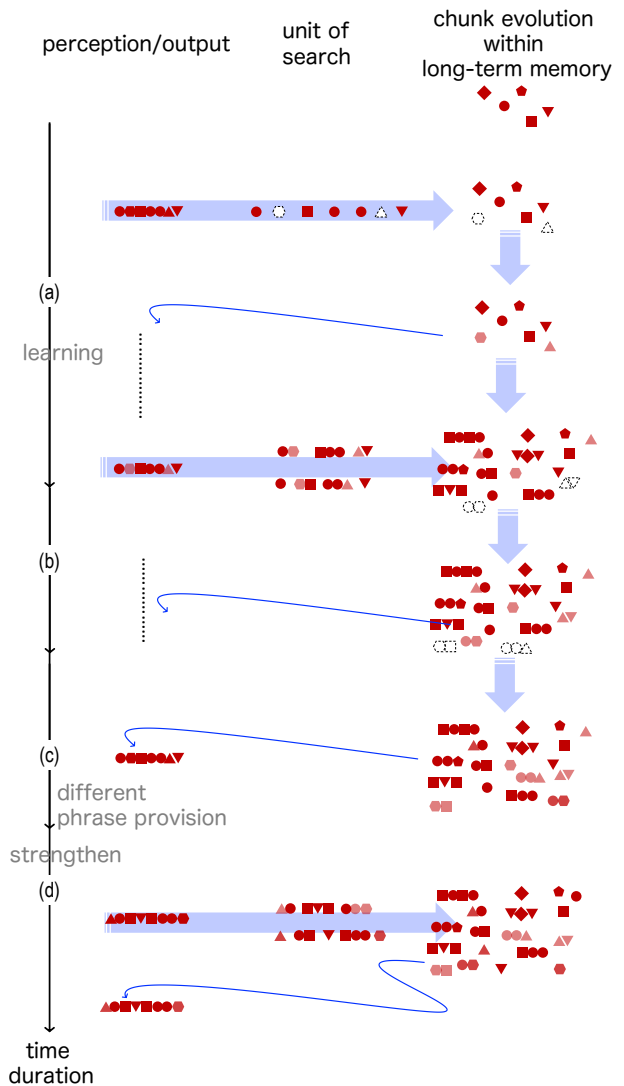 perception/output
unit of
search
chunk evolution
within
long-term memory
(a)
learning
(b)
(c)
different
phrase provision
strengthen
(d)
time
duration